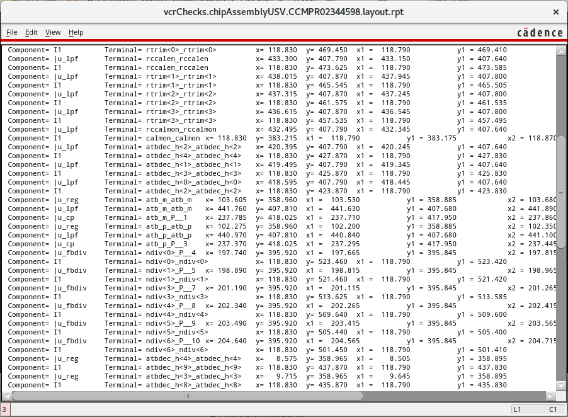 vcrChecks.chipAssemblyUSV.CCMPR02344598.layout.rpt
File Edit View Help cādence
Component= I1 Terminal= rtrim<0>_rtrim<0> x= 118.830 y= 469.450 x1 = 118.790 y1 = 469.410
Component= |u_lpf Terminal= rccalen_rccalen x= 433.300 y= 407.790 x1 = 433.150 y1 = 407.640
Component= I1 Terminal= rccalen_rccalen x= 118.830 y= 473.625 x1 = 118.790 y1 = 473.585
Component= |u_lpf Terminal= rtrim<1>_rtrim<1> x= 438.015 y= 407.810 x1 = 437.945 y1 = 407.800
Component= I1 Terminal= rtrim<1>_rtrim<1> x= 118.830 y= 465.545 x1 = 118.790 y1 = 465.505
Component= |u_lpf Terminal= rtrim<2>_rtrim<2> x= 437.315 y= 407.810 x1 = 437.245 y1 = 407.800
Component= I1 Terminal= rtrim<2>_rtrim<2> x= 118.830 y= 461.575 x1 = 118.790 y1 = 461.535
Component= |u_lpf Terminal= rtrim<3>_rtrim<3> x= 436.615 y= 407.810 x1 = 436.545 y1 = 407.800
Component= I1 Terminal= rtrim<3>_rtrim<3> x= 118.830 y= 457.535 x1 = 118.790 y1 = 457.495
Component= |u_lpf Terminal= rrcalmon_rccalmon x= 432.495 y= 407.790 x1 = 432.345 y1 = 407.640
Component= I1 Terminal= calmon_calmon x= 118.830 y= 383.215 x1 = 118.790 y1 = 383.175 x2 = 118.870
Component= |u_lpf Terminal= atbdec_h<2>_atbdec_h<2> x= 420.395 y= 407.790 x1 = 420.245 y1 = 407.640
Component= I1 Terminal= atbdec_h<4>_atbdec_h<4> x= 118.830 y= 427.870 x1 = 118.790 y1 = 427.830
Component= |u_lpf Terminal= atbdec_h<1>_atbdec_h<1> x= 419.495 y= 407.790 x1 = 419.345 y1 = 407.640
Component= I1 Terminal= atbdec_h<3>_atbdec_h<3> x= 118.830 y= 425.870 x1 = 118.790 y1 = 425.830
Component= |u_lpf Terminal= atbdec_h<0>_atbdec_h<0> x= 418.595 y= 407.790 x1 = 418.445 y1 = 407.640
Component= I1 Terminal= atbdec_h<2>_atbdec_h<2> x= 118.830 y= 423.870 x1 = 118.790 y1 = 423.830
Component= |u_reg Terminal= atb_m_atb_m x= 103.605 y= 358.960 x1 = 103.530 y1 = 358.885 x2 = 103.680
Component= |u_lpf Terminal= atb_m_atb_m x= 441.760 y= 407.810 x1 = 441.630 y1 = 407.680 x2 = 441.890
Component= |u_cp Terminal= atb_m_P__1 x= 237.785 y= 418.025 x1 = 237.710 y1 = 417.950 x2 = 237.860
Component= |u_reg Terminal= atb_p_atb_p x= 102.275 y= 358.960 x1 = 102.200 y1 = 358.885 x2 = 102.350
Component= |u_lpf Terminal= atb_p_atb_p x= 440.970 y= 407.810 x1 = 440.840 y1 = 407.680 x2 = 441.100
Component= |u_cp Terminal= atb_p_P__3 x= 237.370 y= 418.025 x1 = 237.295 y1 = 417.950 x2 = 237.445
Component= |u_fbdiv Terminal= ndiv<0>_P__4 x= 197.740 y= 395.920 x1 = 197.665 y1 = 395.845 x2 = 197.815
Component= I1 Terminal= ndiv<0>_ndiv<0> x= 118.830 y= 523.460 x1 = 118.790 y1 = 523.420
Component= |u_fbdiv Terminal= ndiv<1>_P__5 x= 198.890 y= 395.920 x1 = 198.815 y1 = 395.845 x2 = 198.965
Component= I1 Terminal= ndiv<1>_ndiv<1> x= 118.830 y= 521.460 x1 = 118.790 y1 = 521.420
Component= |u_fbdiv Terminal= ndiv<3>_P__7 x= 201.190 y= 395.920 x1 = 201.115 y1 = 395.845 x2 = 201.265
Component= I1 Terminal= ndiv<3>_ndiv<3> x= 118.830 y= 513.625 x1 = 118.790 y1 = 513.585
Component= |u_fbdiv Terminal= ndiv<4>_P__8 x= 202.340 y= 395.920 x1 = 202.265 y1 = 395.845 x2 = 202.415
Component= I1 Terminal= ndiv<4>_ndiv<4> x= 118.830 y= 509.640 x1 = 118.790 y1 = 509.600
Component= |u_fbdiv Terminal= ndiv<5>_P__9 x= 203.490 y= 395.920 x1 = 203.415 y1 = 395.845 x2 = 203.565
Component= I1 Terminal= ndiv<5>_ndiv<5> x= 118.830 y= 505.440 x1 = 118.790 y1 = 505.400
Component= |u_fbdiv Terminal= ndiv<6>_P__10 x= 204.640 y= 395.920 x1 = 204.565 y1 = 395.845 x2 = 204.715
Component= I1 Terminal= ndiv<6>_ndiv<6> x= 118.830 y= 501.450 x1 = 118.790 y1 = 501.410
Component= |u_reg Terminal= atbdec_h<4>_atbdec_h<4> x= 8.575 y= 358.965 x1 = 8.505 y1 = 358.895
Component= I1 Terminal= atbdec_h<9>_atbdec_h<9> x= 118.830 y= 437.870 x1 = 118.790 y1 = 437.830
Component= |u_reg Terminal= atbdec_h<3>_atbdec_h<3> x= 9.715 y= 358.965 x1 = 9.645 y1 = 358.895
Component= I1 Terminal= atbdec_h<8>_atbdec_h<8> x= 118.830 y= 435.870 x1 = 118.790 y1 = 435.830
3 L1 C1